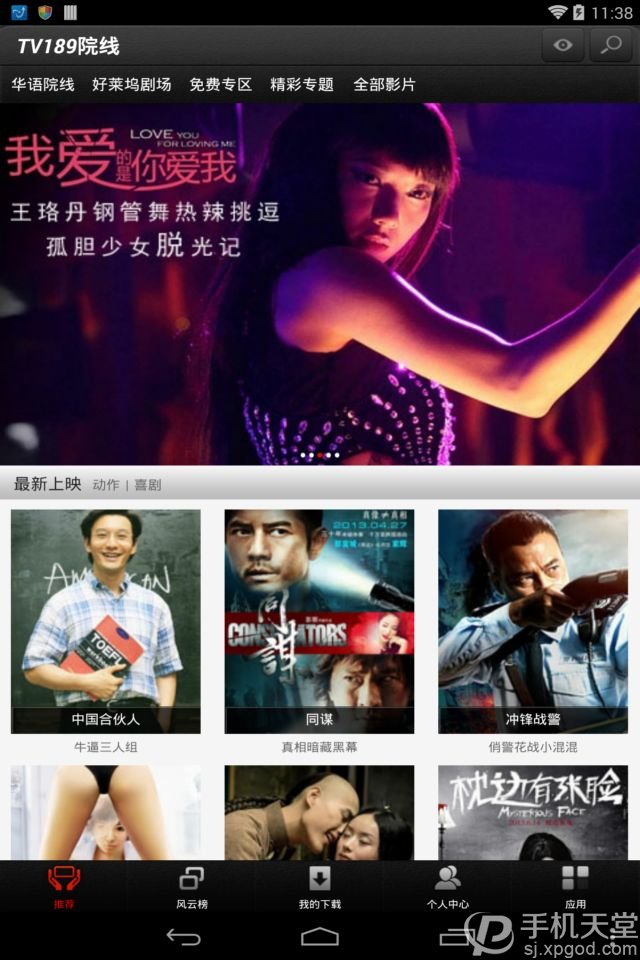 11:38
TV189院线
华语院线 好莱坞剧场 免费专区 精彩专题 全部影片
LOVE YOU
FOR LOVING ME
我爱的是你爱我
王珞丹钢管舞热辣挑逗
孤胆少女脱光记
最新上映 动作 | 喜剧
AMERICAN
TOEFL
真像≠真相
2013.04.27
同謀
CONSPIRATORS
中国合伙人 同谋 冲锋战警
牛逼三人组 真相暗藏黑幕 俏警花战小混混
枕边有张脸
MYSTERIOUS FACE
推荐 风云榜 我的下载 个人中心 应用
手机天堂
sj.xpgod.com